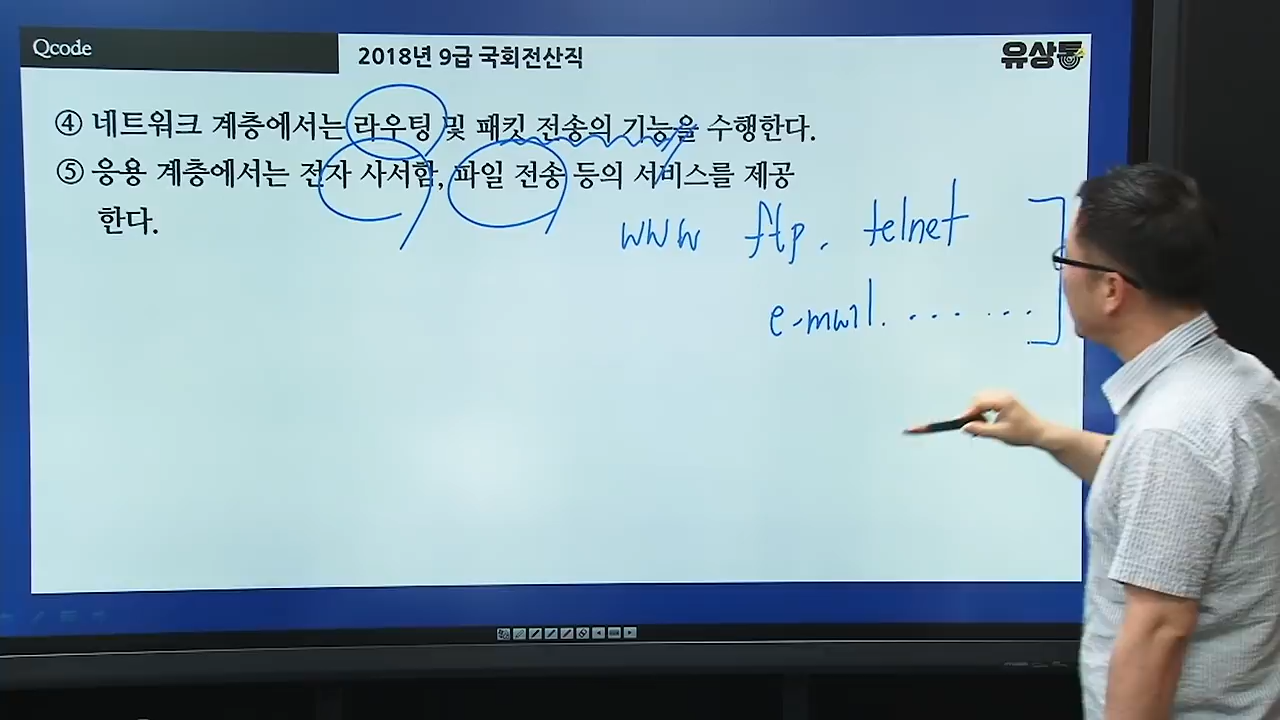 Qcode
2018년 9급 국회전산직
유상통
④ 네트워크 계층에서는 라우팅 및 패킷 전송의 기능을 수행한다.
⑤ 응용 계층에서는 전자 사서함, 파일 전송 등의 서비스를 제공
한다.
www ftp. telnet
e-mail. ... ...